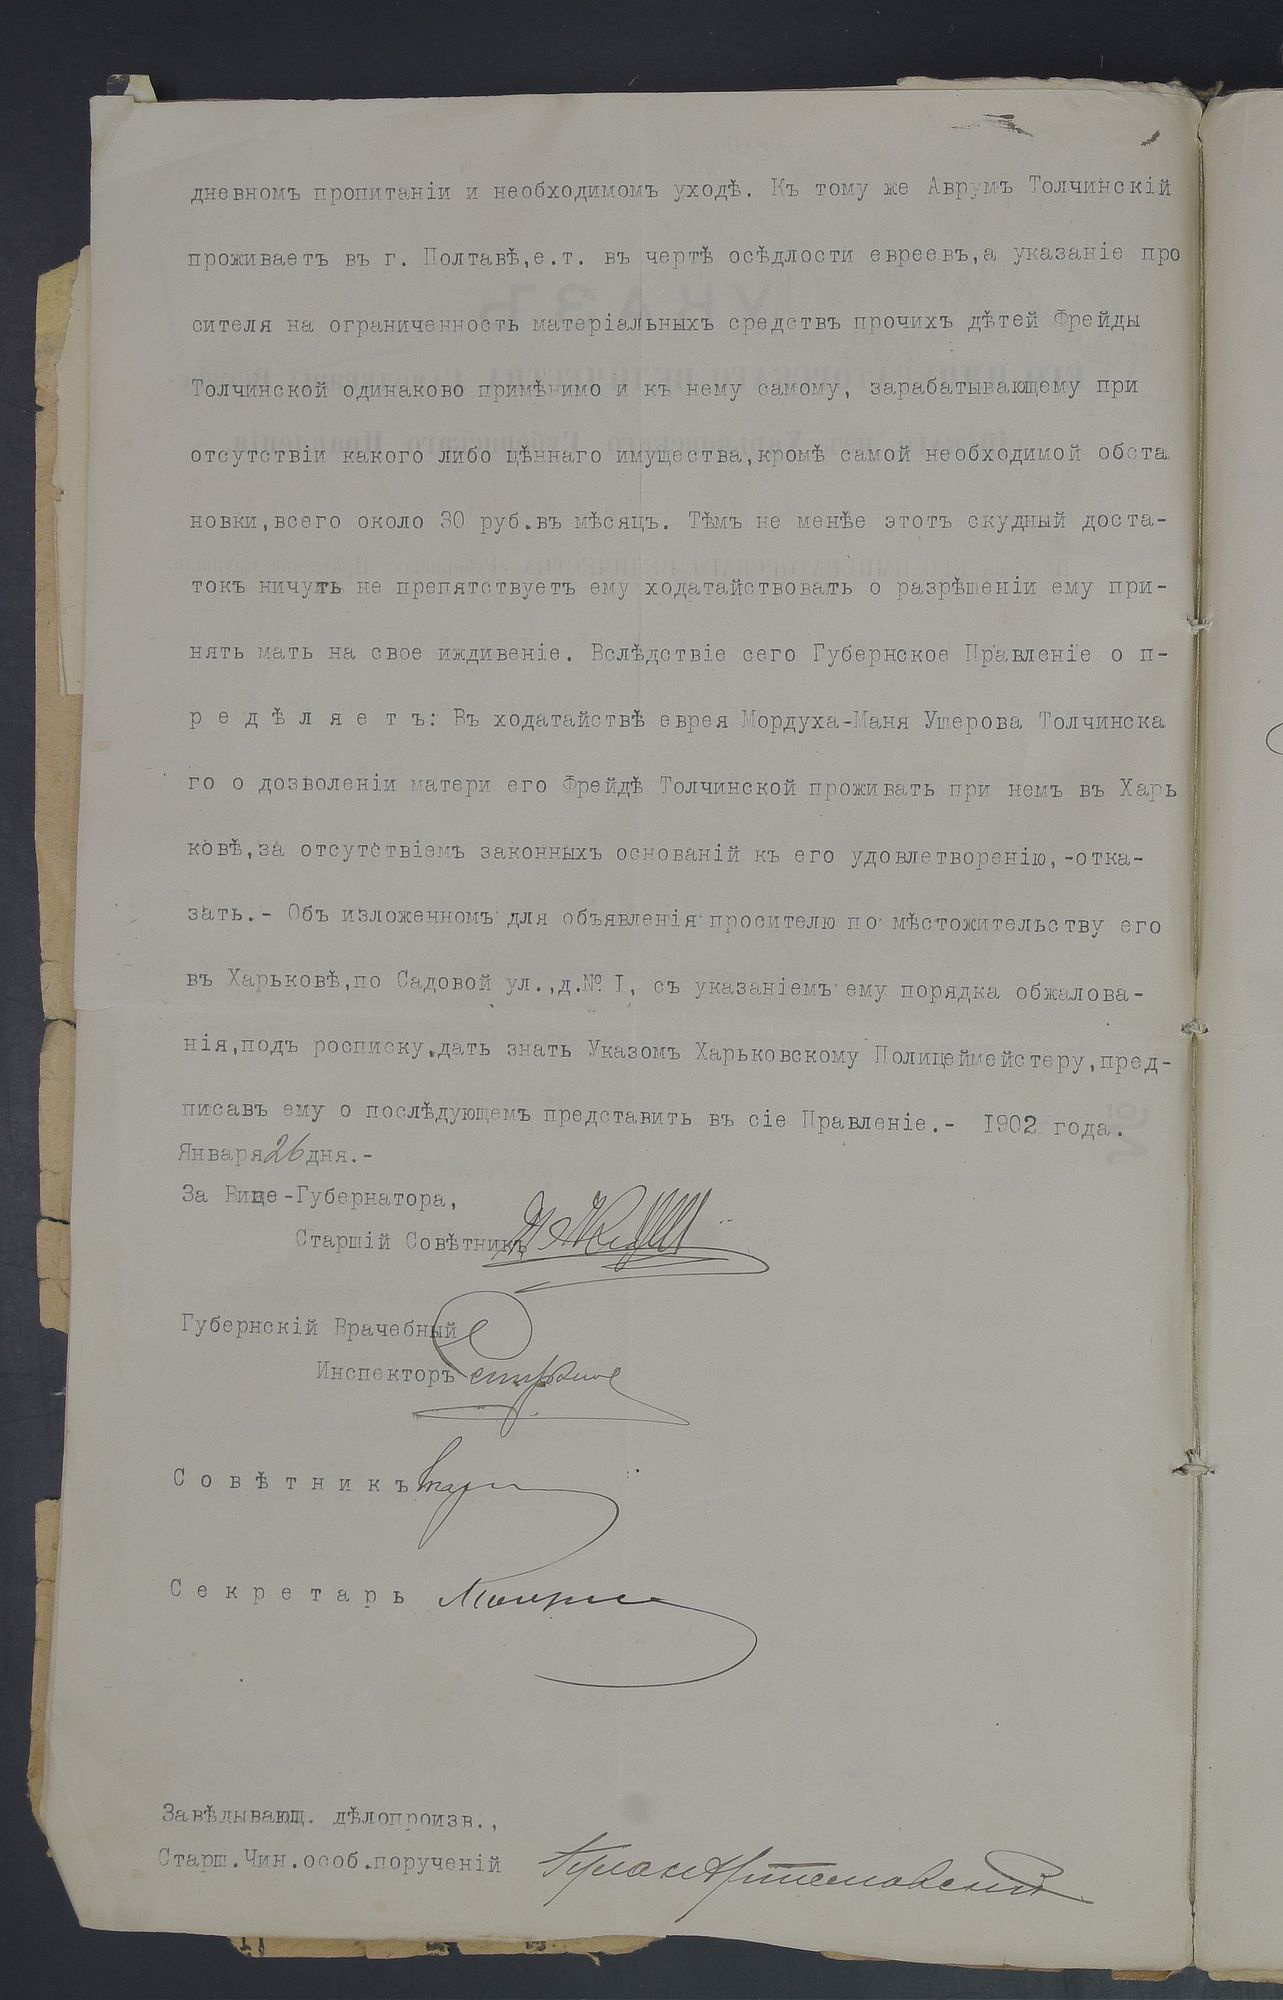 дневномъ пропитаніи и необходимомъ уходѣ. Къ тому же Аврумъ Толчинскій
проживаетъ въ г. Полтавѣ,е.т. въ чертѣ осѣдлости евреевъ,а указаніе про
сителя на ограниченность матеріальныхъ средствъ прочихъ дѣтей Фрейды
Толчинской одинаково примѣнимо и къ нему самому, зарабатывающему при
отсутствіи какого либо цѣннаго имущества,кромѣ самой необходимой обста
новки,всего около 30 руб.въ мѣсяцъ. Тѣмъ не менѣе этотъ скудный доста-
токъ ничуть не препятствуетъ ему ходатайствовать о разрѣшеніи ему при-
нять мать на свое иждивеніе. Вслѣдствіе сего Губернское Правленіе о п-
р е д ѣ л я е т ъ: Въ ходатайствѣ еврея Мордуха-Маня Ушерова Толчинска
го о дозволеніи матери его Фрейдѣ Толчинской проживать при немъ въ Харь
ковѣ,за отсутствіемъ законныхъ основаній къ его удовлетворенію,-отка-
зать.- Объ изложенномъ для объявленія просителю по мѣстожительству его
въ Харьковѣ,по Садовой ул.,д.№ I, съ указаніемъ ему порядка обжалова-
нія,подъ росписку,дать знать Указомъ Харьковскому Полицеймейстеру,пред-
писавъ ему о послѣдующемъ представить въ сіе Правленіе.- 1902 года.
Января 26 дня.-
За Вице-Губернатора,
Старшій Совѣтникъ
Губернскій Врачебный
Инспекторъ
С о в ѣ т н и к ъ
С е к р е т а р ь
Завѣдывающ. дѣлопроизв.,
Старш.Чин.особ.порученій